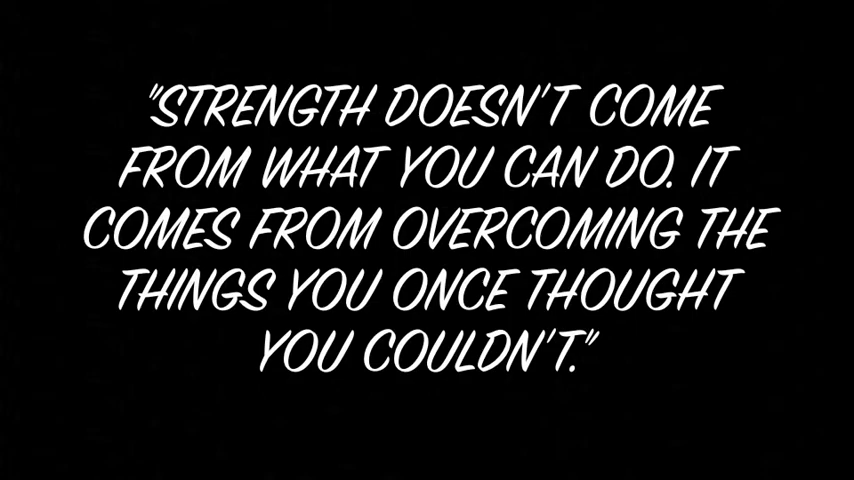 "STRENGTH DOESN'T COME
FROM WHAT YOU CAN DO. IT
COMES FROM OVERCOMING THE
THINGS YOU ONCE THOUGHT
YOU COULDN'T."